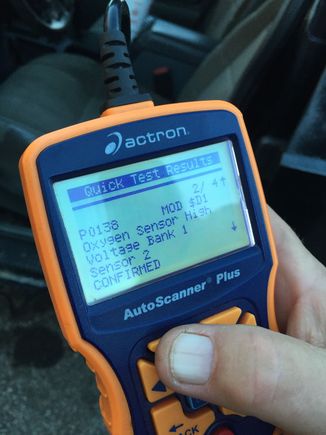 actron
Quick Test Results
2/ 4
P0138 MOD $D1
Oxygen Sensor High
Voltage Bank 1
Sensor 2
CONFIRMED
AutoScanner® Plus